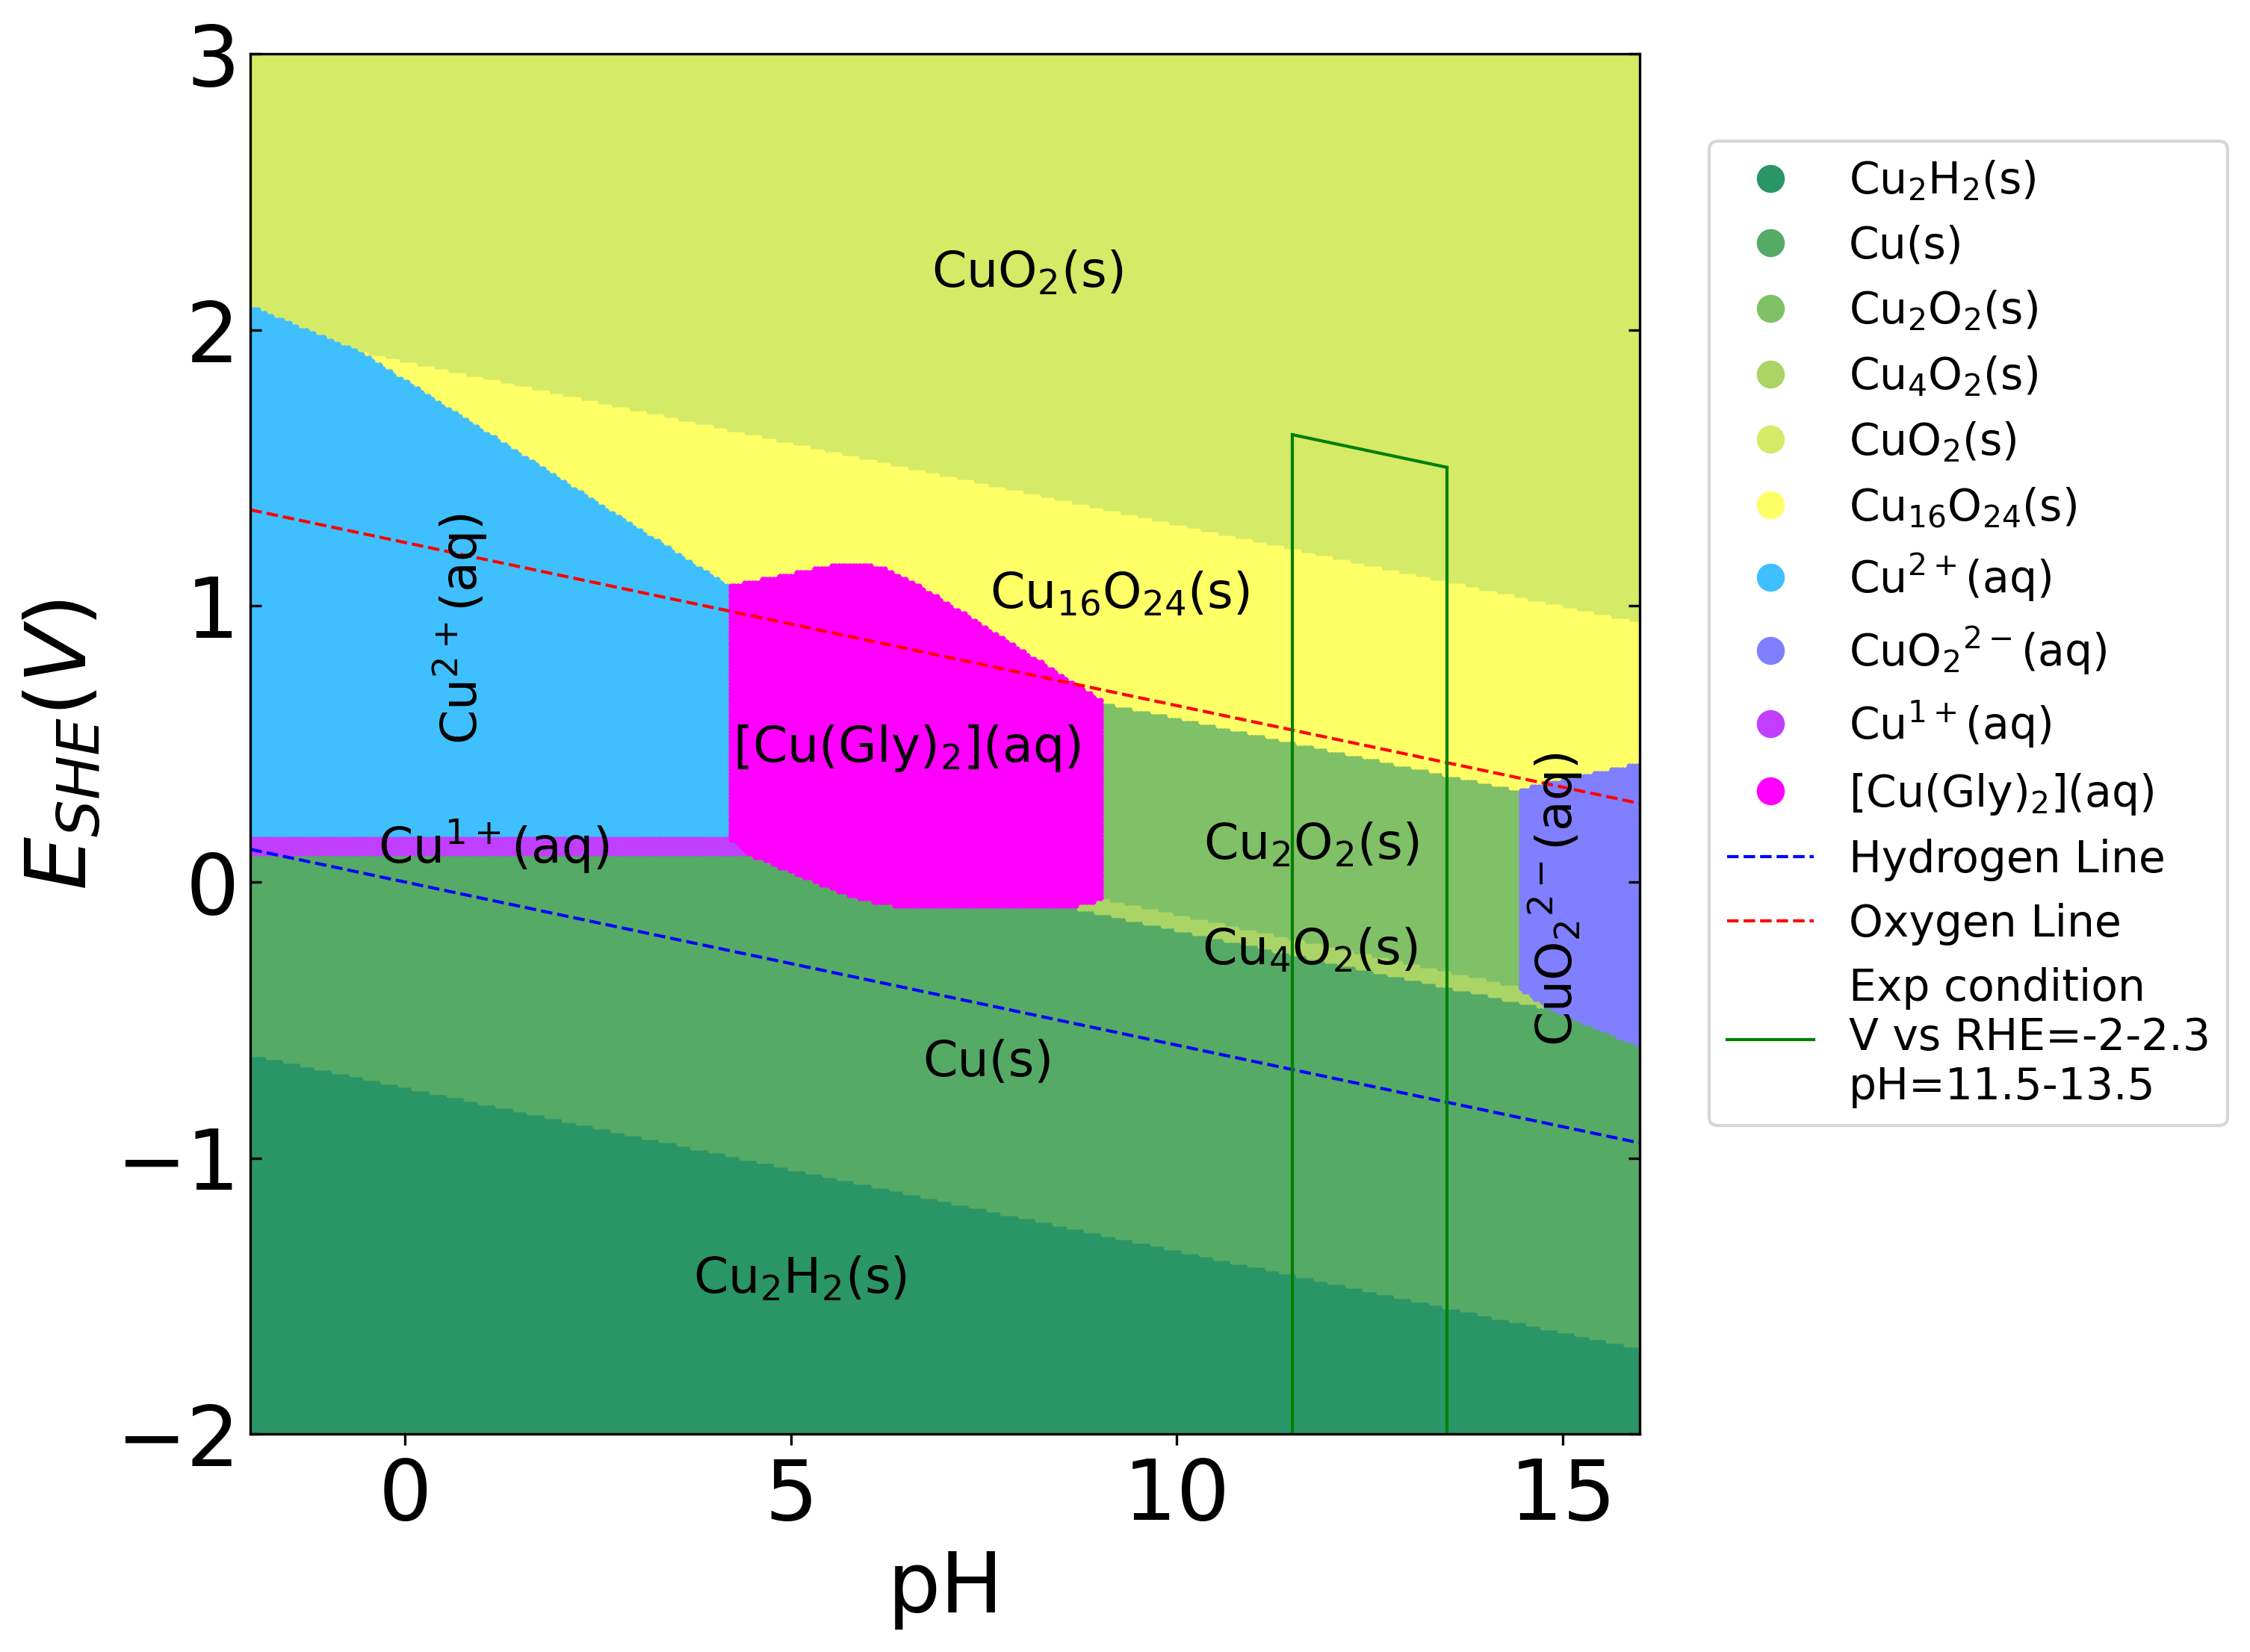 3
2
1
0
−1
−2
0 5 10 15
E_SHE(V)
pH
CuO₂(s)
Cu²⁺(aq)
Cu₁₆O₂₄(s)
[Cu(Gly)₂](aq)
Cu¹⁺(aq)
Cu₂O₂(s)
Cu₄O₂(s)
CuO₂²⁻(aq)
Cu(s)
Cu₂H₂(s)
Cu₂H₂(s)
Cu(s)
Cu₂O₂(s)
Cu₄O₂(s)
CuO₂(s)
Cu₁₆O₂₄(s)
Cu²⁺(aq)
CuO₂²⁻(aq)
Cu¹⁺(aq)
[Cu(Gly)₂](aq)
Hydrogen Line
Oxygen Line
Exp condition
V vs RHE=-2-2.3
pH=11.5-13.5